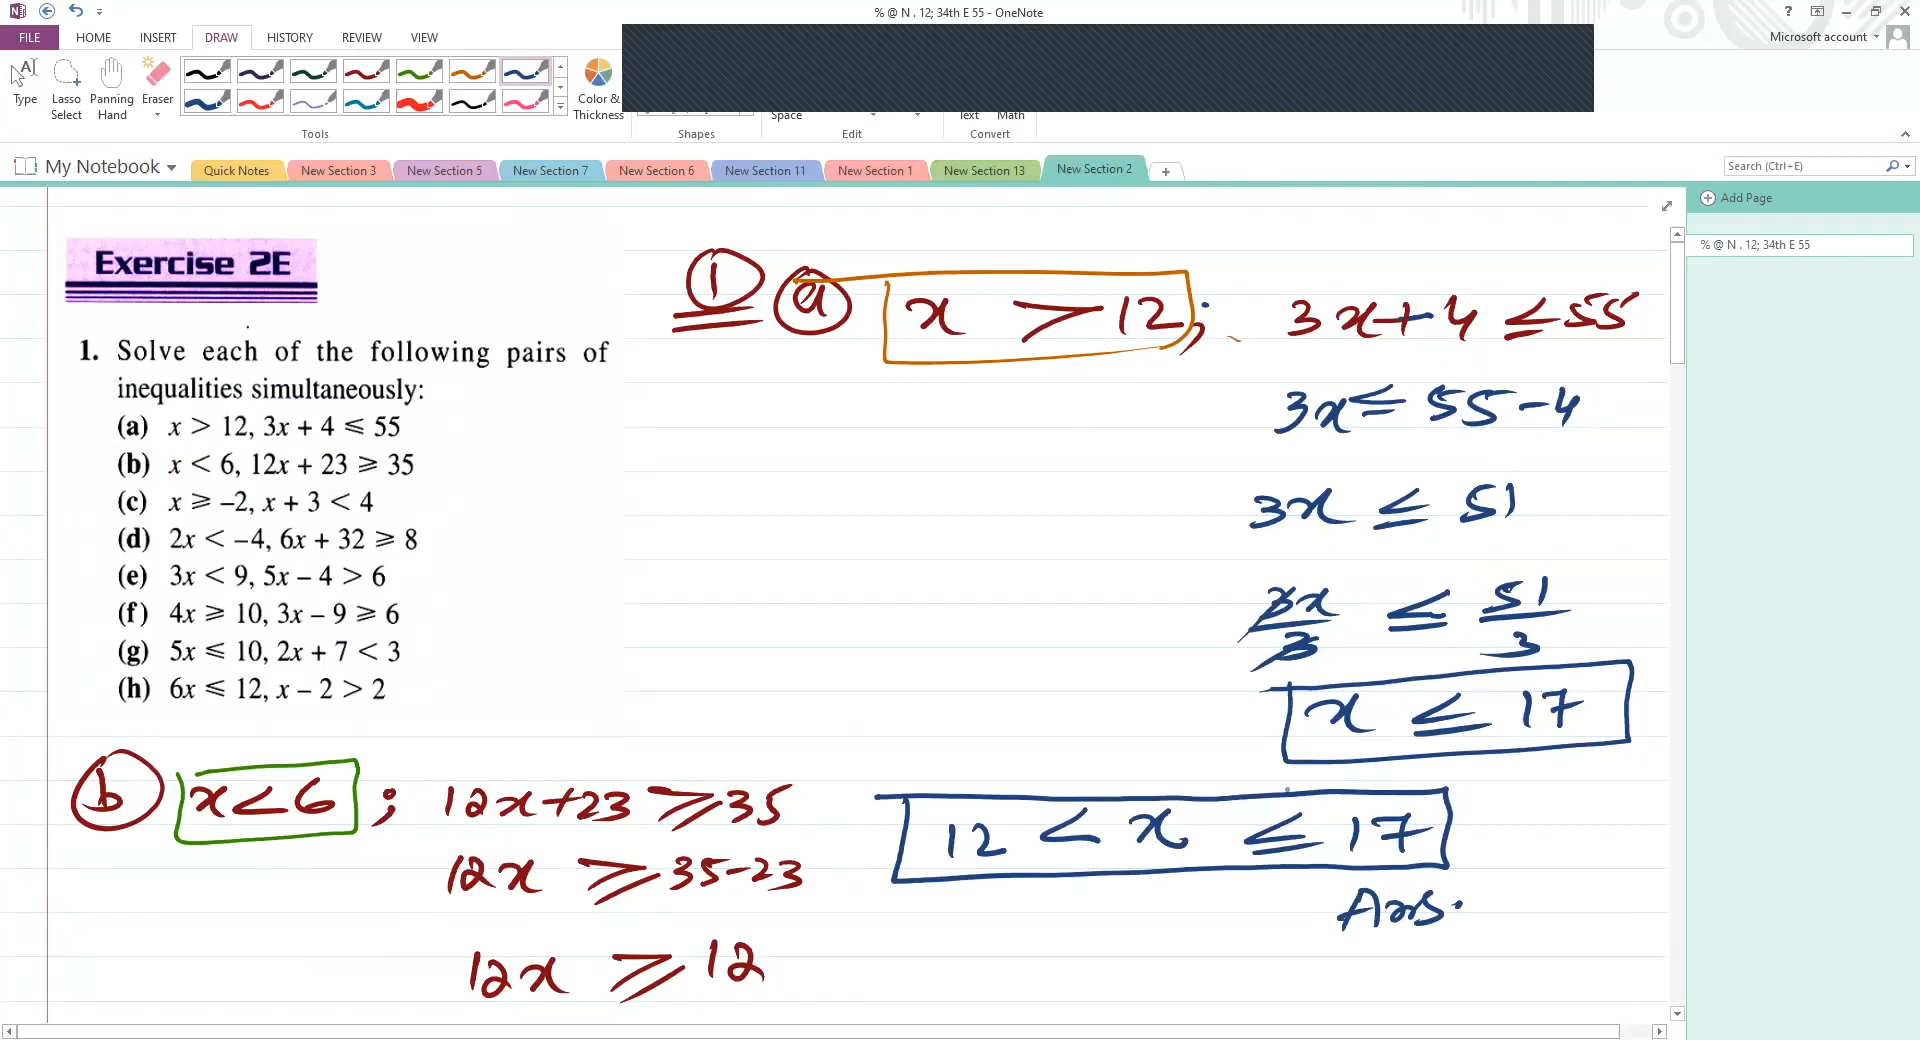 % @ N . 12; 34th E 55 - OneNote
?
FILE HOME INSERT DRAW HISTORY REVIEW VIEW
Microsoft account
Type
Lasso Select
Panning Hand
Eraser
Color & Thickness
Space
Text
Math
Tools
Shapes
Edit
Convert
My Notebook
Quick Notes New Section 3 New Section 5 New Section 7 New Section 6 New Section 11 New Section 1 New Section 13 New Section 2
Search (Ctrl+E)
Add Page
% @ N . 12; 34th E 55
Exercise 2E
1. Solve each of the following pairs of
inequalities simultaneously:
(a) x > 12, 3x + 4 ⩽ 55
(b) x < 6, 12x + 23 ⩾ 35
(c) x ⩾ –2, x + 3 < 4
(d) 2x < –4, 6x + 32 ⩾ 8
(e) 3x < 9, 5x – 4 > 6
(f) 4x ⩾ 10, 3x – 9 ⩾ 6
(g) 5x ⩽ 10, 2x + 7 < 3
(h) 6x ⩽ 12, x – 2 > 2
1 a x > 12; 3x+4 ≤ 55
3x ≤ 55-4
3x ≤ 51
3x/3 ≤ 51/3
x ≤ 17
12 < x ≤ 17
Ans.
b x<6 ; 12x+23 ≥ 35
12x ≥ 35-23
12x ≥ 12